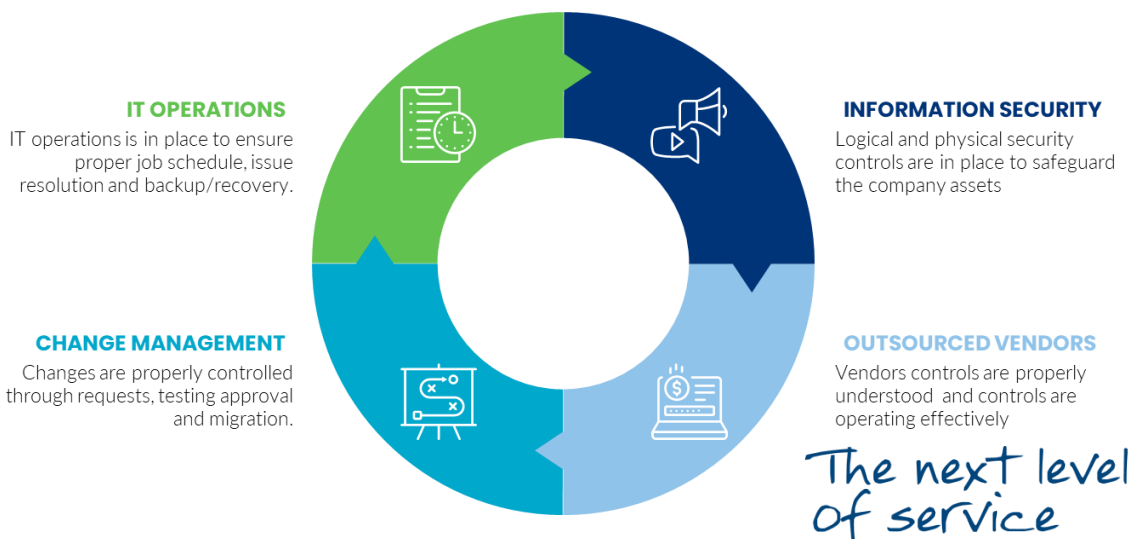 IT OPERATIONS
IT operations is in place to ensure
proper job schedule, issue
resolution and backup/recovery.
INFORMATION SECURITY
Logical and physical security
controls are in place to safeguard
the company assets
CHANGE MANAGEMENT
Changes are properly controlled
through requests, testing approval
and migration.
OUTSOURCED VENDORS
Vendors controls are properly
understood and controls are
operating effectively
$
The next level
of service